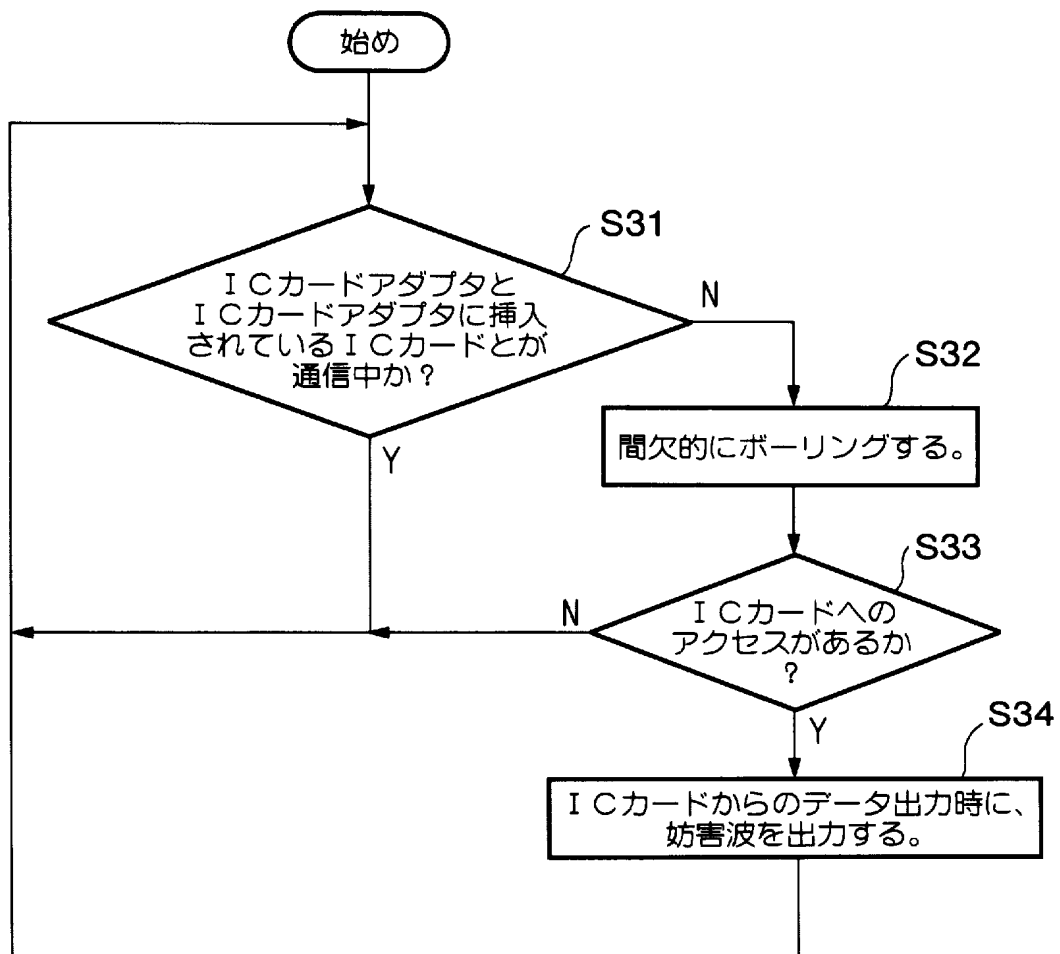 始め
S31
ＩＣカードアダプタと
ＩＣカードアダプタに挿入
されているＩＣカードとが
通信中か？
N
Y
S32
間欠的にボーリングする。
S33
ＩＣカードへの
アクセスがあるか
？
N
Y
S34
ＩＣカードからのデータ出力時に、
妨害波を出力する。